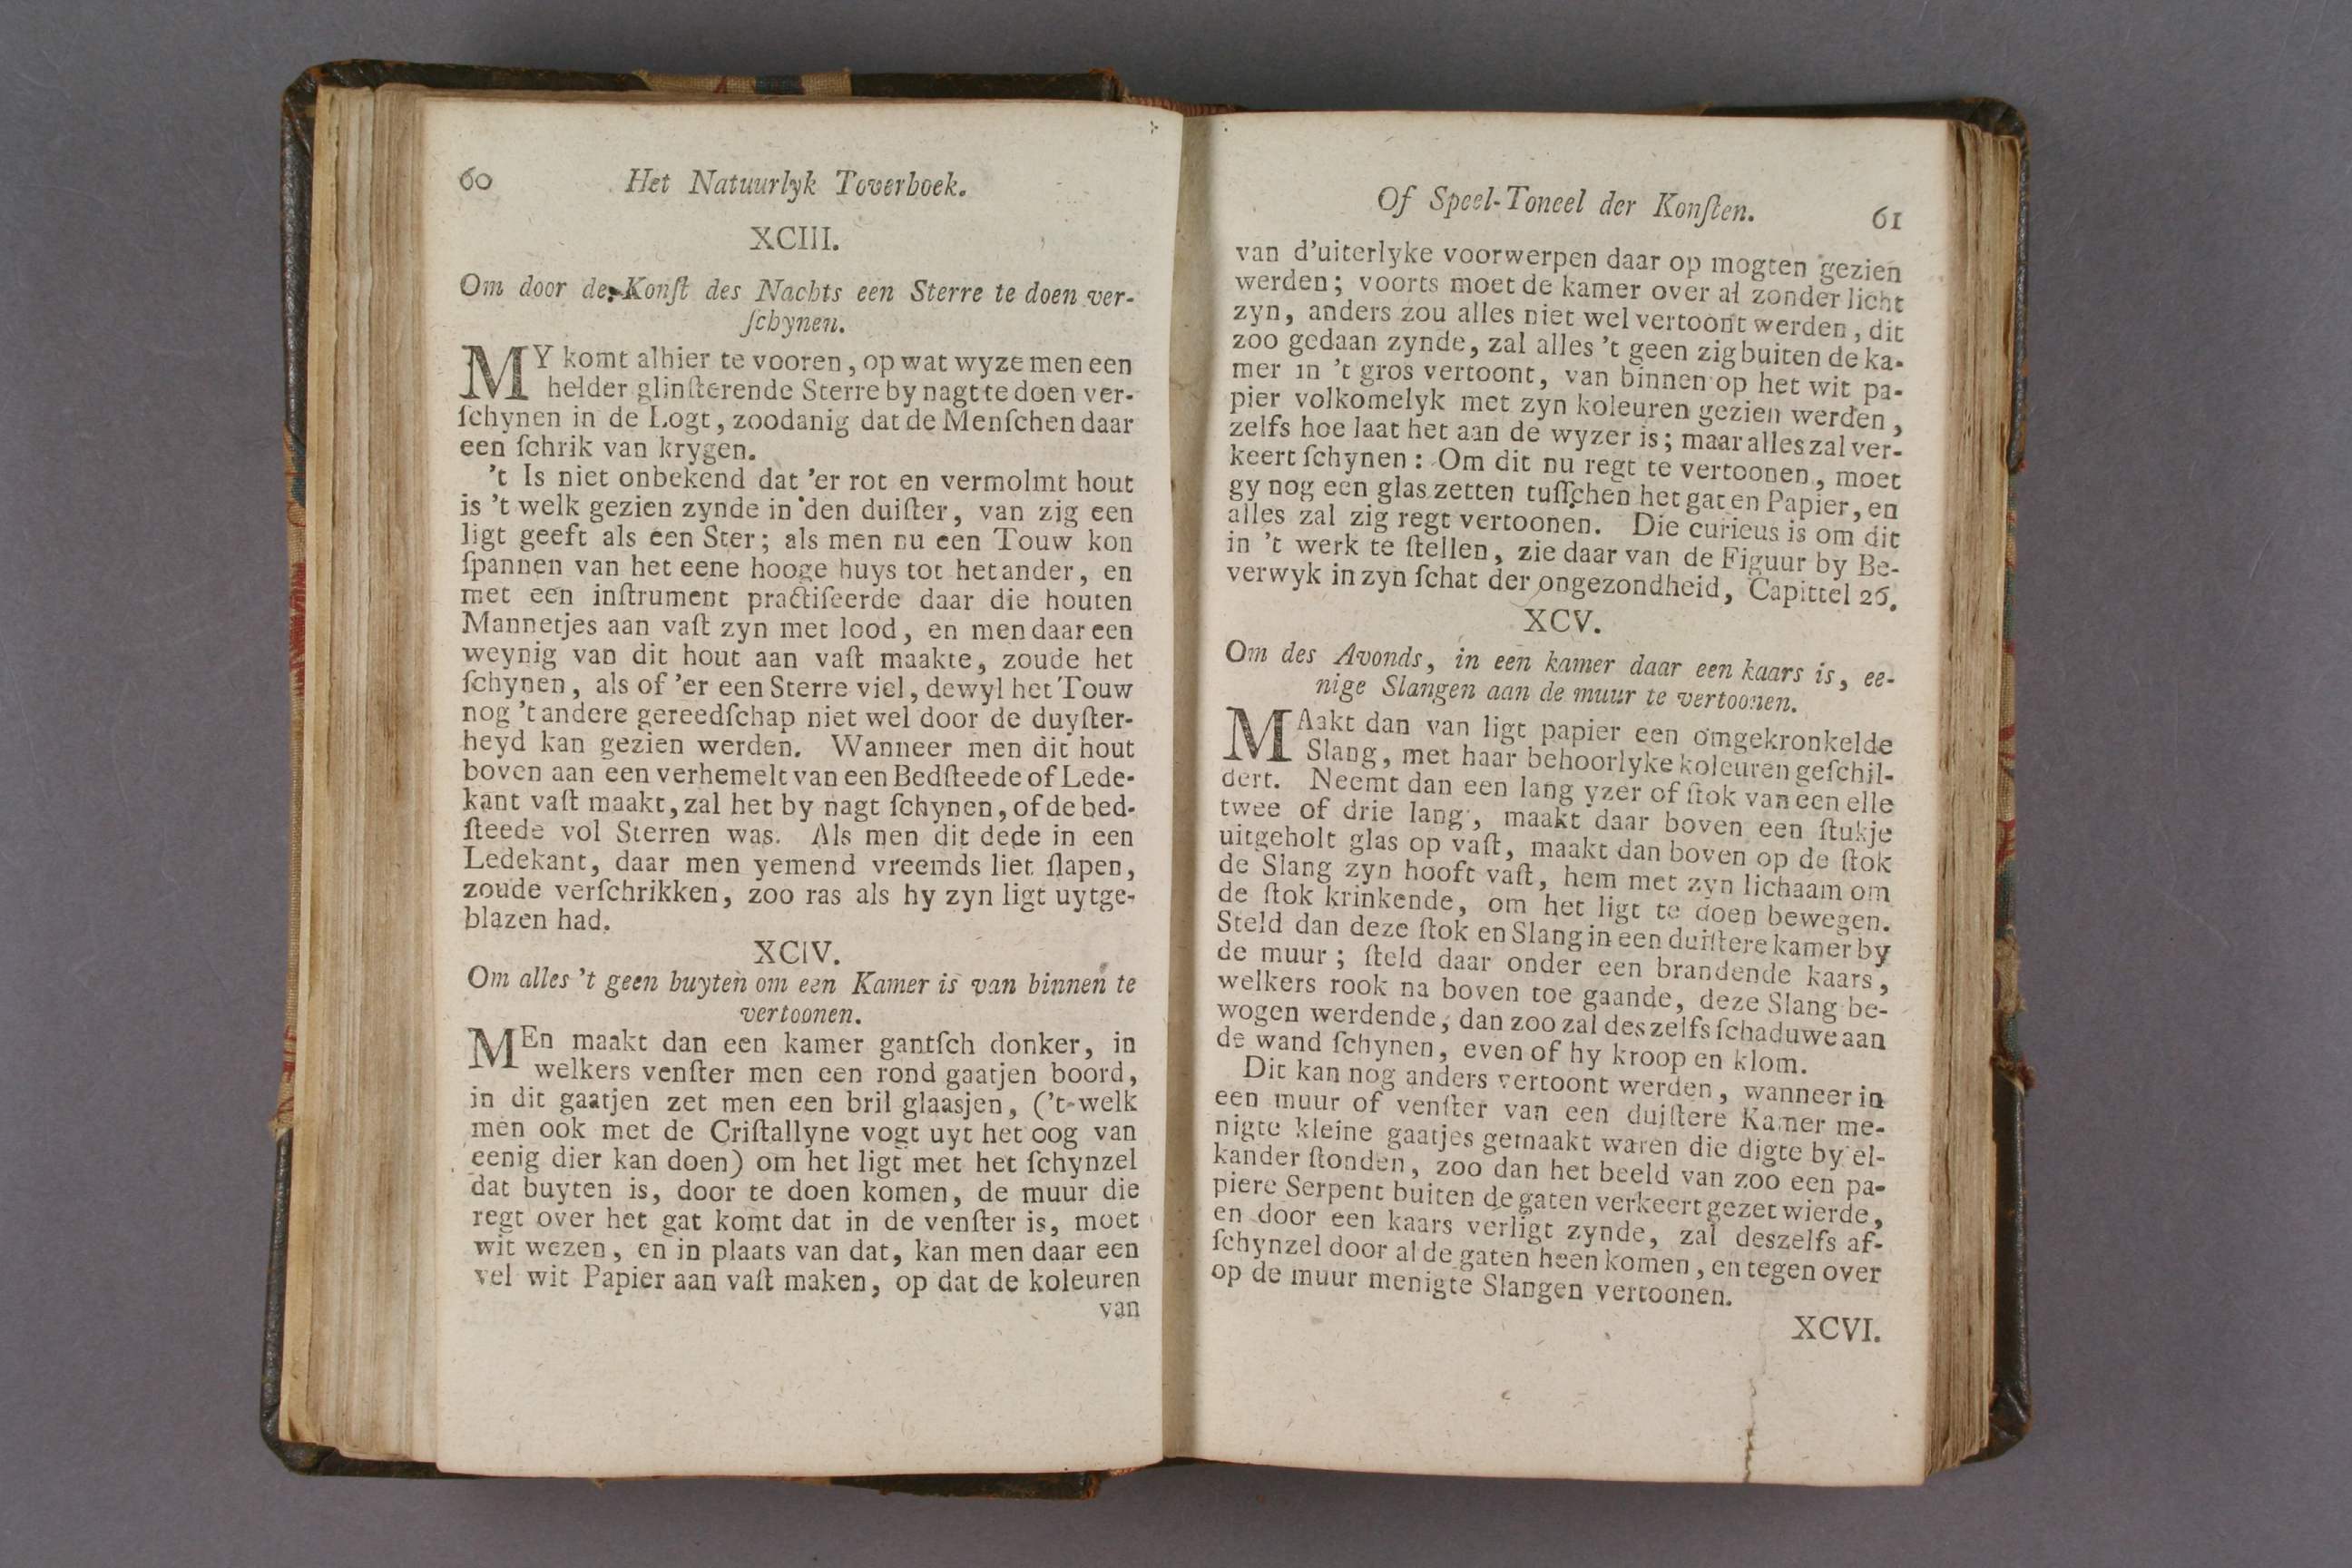 60 Het Natuurlyk Toverboek.
XCIII.
Om door de Konſt des Nachts een Sterre te doen ver-
ſchynen.
MY komt alhier te vooren, op wat wyze men een
helder glinſterende Sterre by nagt te doen ver-
ſchynen in de Logt, zoodanig dat de Menſchen daar
een ſchrik van krygen.
't Is niet onbekend dat 'er rot en vermolmt hout
is 't welk gezien zynde in den duiſter, van zig een
ligt geeft als een Ster; als men nu een Touw kon
ſpannen van het eene hooge huys tot het ander, en
met een inſtrument practiſeerde daar die houten
Mannetjes aan vaſt zyn met lood, en men daar een
weynig van dit hout aan vaſt maakte, zoude het
ſchynen, als of 'er een Sterre viel, dewyl het Touw
nog 't andere gereedſchap niet wel door de duyſter-
heyd kan gezien werden. Wanneer men dit hout
boven aan een verhemelt van een Bedſteede of Lede-
kant vaſt maakt, zal het by nagt ſchynen, of de bed-
ſteede vol Sterren was. Als men dit dede in een
Ledekant, daar men yemend vreemds liet ſlapen,
zoude verſchrikken, zoo ras als hy zyn ligt uytge-
blazen had.
XCIV.
Om alles 't geen buyten om een Kamer is van binnen te
vertoonen.
MEn maakt dan een kamer gantſch donker, in
welkers venſter men een rond gaatjen boord,
in dit gaatjen zet men een bril glaasjen, ('t welk
men ook met de Criſtallyne vogt uyt het oog van
eenig dier kan doen) om het ligt met het ſchynzel
dat buyten is, door te doen komen, de muur die
regt over het gat komt dat in de venſter is, moet
wit wezen, en in plaats van dat, kan men daar een
vel wit Papier aan vaſt maken, op dat de koleuren
van
Of Speel-Toneel der Konſten. 61
van d'uiterlyke voorwerpen daar op mogten gezien
werden; voorts moet de kamer over al zonder licht
zyn, anders zou alles niet wel vertoont werden, dit
zoo gedaan zynde, zal alles 't geen zig buiten de ka-
mer in 't gros vertoont, van binnen op het wit pa-
pier volkomelyk met zyn koleuren gezien werden,
zelfs hoe laat het aan de wyzer is; maar alles zal ver-
keert ſchynen: Om dit nu regt te vertoonen, moet
gy nog een glas zetten tuſſchen het gat en Papier, en
alles zal zig regt vertoonen. Die curieus is om dit
in 't werk te ſtellen, zie daar van de Figuur by Be-
verwyk in zyn ſchat der ongezondheid, Capittel 26.
XCV.
Om des Avonds, in een kamer daar een kaars is, ee-
nige Slangen aan de muur te vertoonen.
MAakt dan van ligt papier een omgekronkelde
Slang, met haar behoorlyke koleuren geſchil-
dert. Neemt dan een lang yzer of ſtok van een elle
twee of drie lang, maakt daar boven een ſtukje
uitgeholt glas op vaſt, maakt dan boven op de ſtok
de Slang zyn hooft vaſt, hem met zyn lichaam om
de ſtok krinkende, om het ligt te doen bewegen.
Steld dan deze ſtok en Slang in een duiſtere kamer by
de muur; ſteld daar onder een brandende kaars,
welkers rook na boven toe gaande, deze Slang be-
wogen werdende, dan zoo zal deszelfs ſchaduwe aan
de wand ſchynen, even of hy kroop en klom.
Dit kan nog anders vertoont werden, wanneer in
een muur of venſter van een duiſtere Kamer me-
nigte kleine gaatjes gemaakt waren die digte by el-
kander ſtonden, zoo dan het beeld van zoo een pa-
piere Serpent buiten de gaten verkeert gezet wierde,
en door een kaars verligt zynde, zal deszelfs af-
ſchynzel door al de gaten heen komen, en tegen over
op de muur menigte Slangen vertoonen.
XCVI.